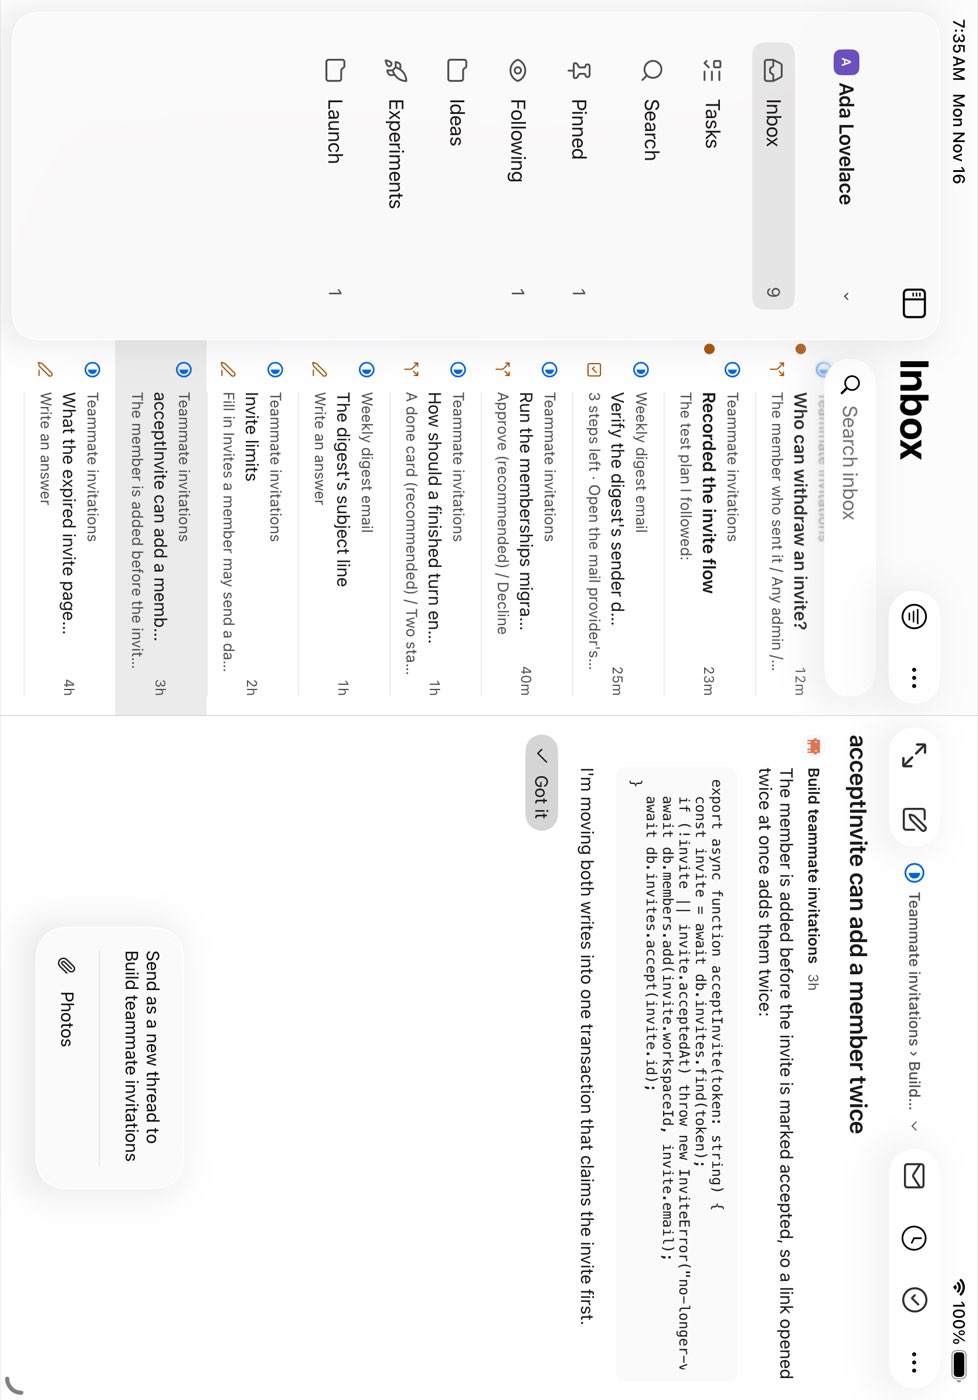 7:35 AM Mon Nov 16
100%
A Ada Lovelace
Inbox 9
Tasks
Search
Pinned 1
Following 1
Ideas
Experiments
Launch 1
Inbox
Search inbox
Teammate invitations
Who can withdraw an invite? 12m
The member who sent it / Any admin /...
Teammate invitations
Recorded the invite flow 23m
The test plan I followed:
Weekly digest email
Verify the digest's sender d... 25m
3 steps left · Open the mail provider's...
Teammate invitations
Run the memberships migra... 40m
Approve (recommended) / Decline
Teammate invitations
How should a finished turn en... 1h
A done card (recommended) / Two sta...
Weekly digest email
The digest's subject line 1h
Write an answer
Teammate invitations
Invite limits 2h
Fill in Invites a member may send a da...
Teammate invitations
acceptInvite can add a memb... 3h
The member is added before the invit...
Teammate invitations
What the expired invite page... 4h
Write an answer
Teammate invitations › Build...
acceptInvite can add a member twice
Build teammate invitations 3h
The member is added before the invite is marked accepted, so a link opened
twice at once adds them twice:
export async function acceptInvite(token: string) {
const invite = await db.invites.find(token);
if (!invite || invite.acceptedAt) throw new InviteError("no-longer-v
await db.members.add(invite.workspaceId, invite.email);
await db.invites.accept(invite.id);
}
I'm moving both writes into one transaction that claims the invite first.
Got it
Send as a new thread to
Build teammate invitations
Photos